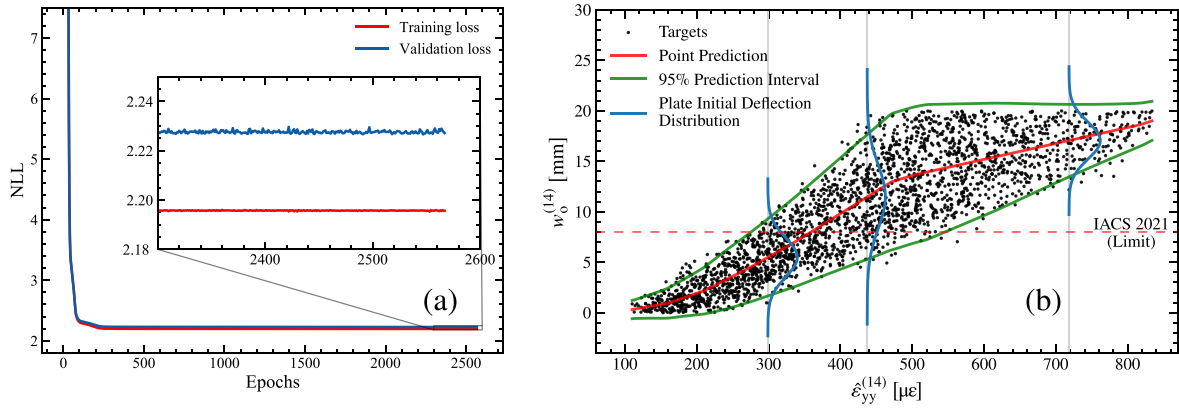 7
6
5
4
3
2
NLL
0
500
1000
1500
2000
2500
Epochs
Training loss
Validation loss
2.24
2.22
2.20
2.18
2400
2500
2600
(a)
30
25
20
15
10
5
0
w_o^(14) [mm]
100
200
300
400
500
600
700
800
ε̂_yy^(14) [με]
Targets
Point Prediction
95% Prediction Interval
Plate Initial Deflection
Distribution
IACS 2021
(Limit)
(b)